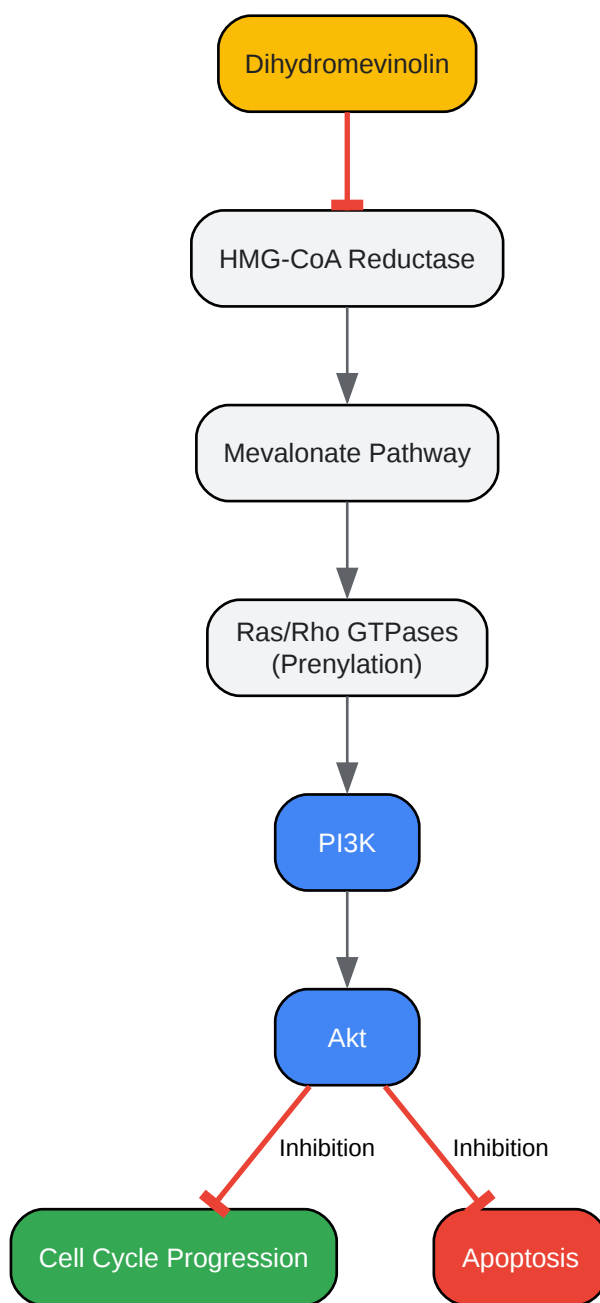 Dihydromevinolin
HMG-CoA Reductase
Mevalonate Pathway
Ras/Rho GTPases
(Prenylation)
PI3K
Akt
Inhibition
Inhibition
Cell Cycle Progression
Apoptosis